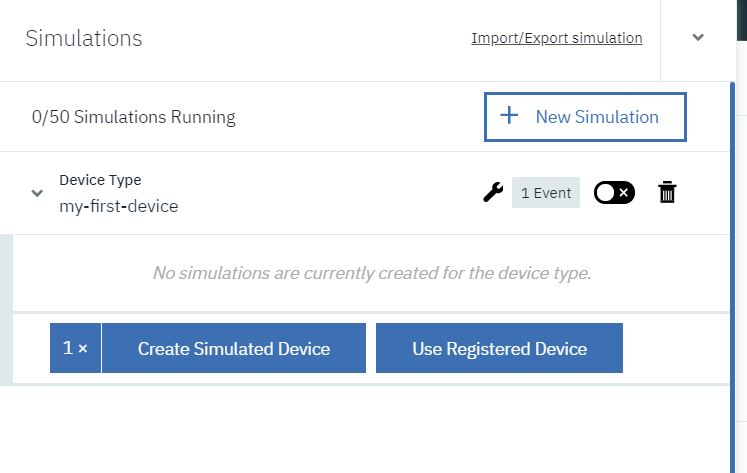 Simulations
Import/Export simulation
0/50 Simulations Running
+ New Simulation
Device Type
my-first-device
1 Event
No simulations are currently created for the device type.
1 ×
Create Simulated Device
Use Registered Device